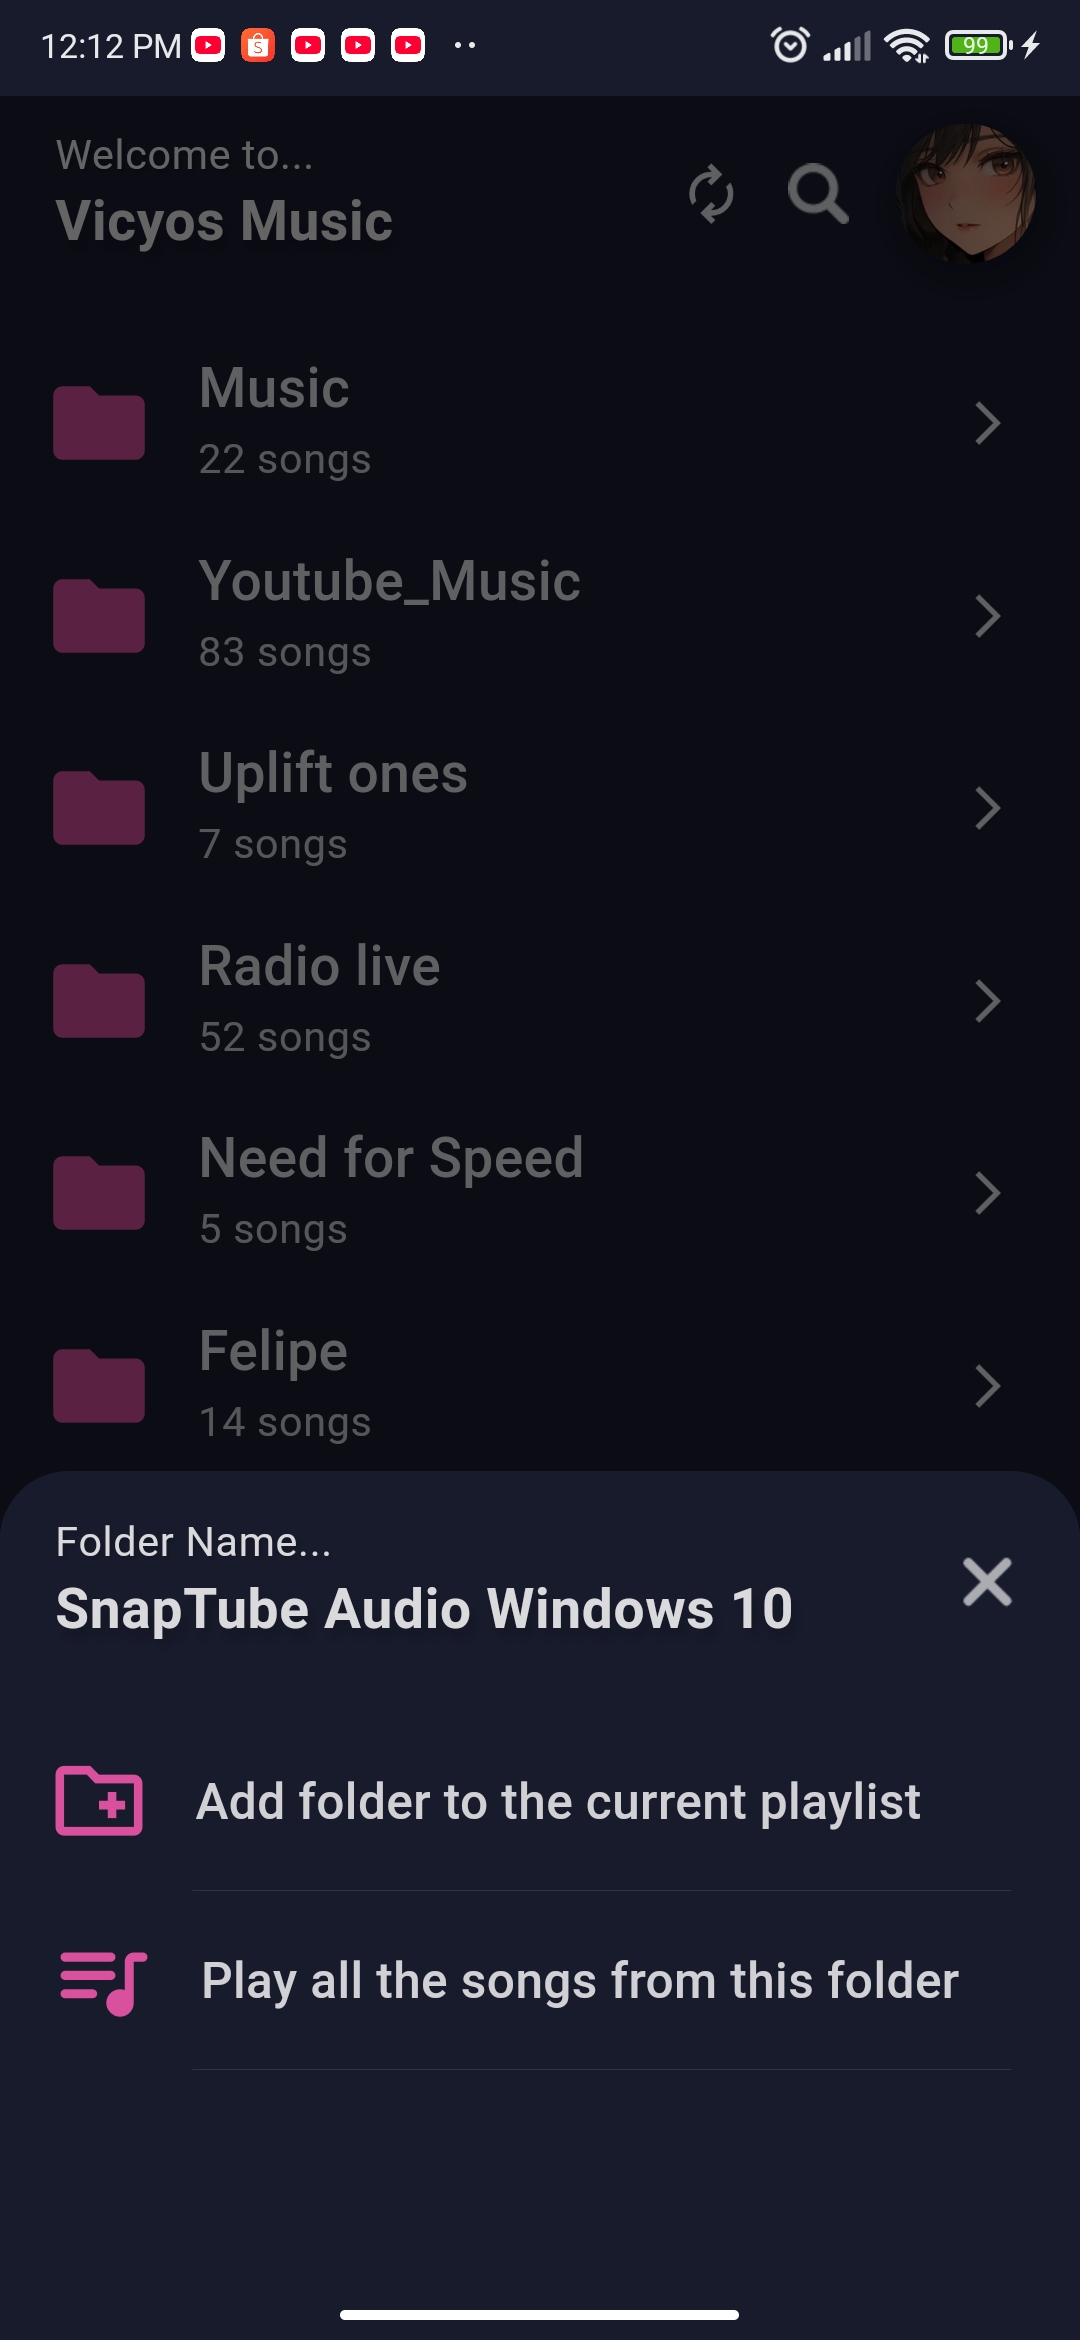 12:12 PM
99
Welcome to...
Vicyos Music
Music
22 songs
Youtube_Music
83 songs
Uplift ones
7 songs
Radio live
52 songs
Need for Speed
5 songs
Felipe
14 songs
Folder Name...
SnapTube Audio Windows 10
Add folder to the current playlist
Play all the songs from this folder